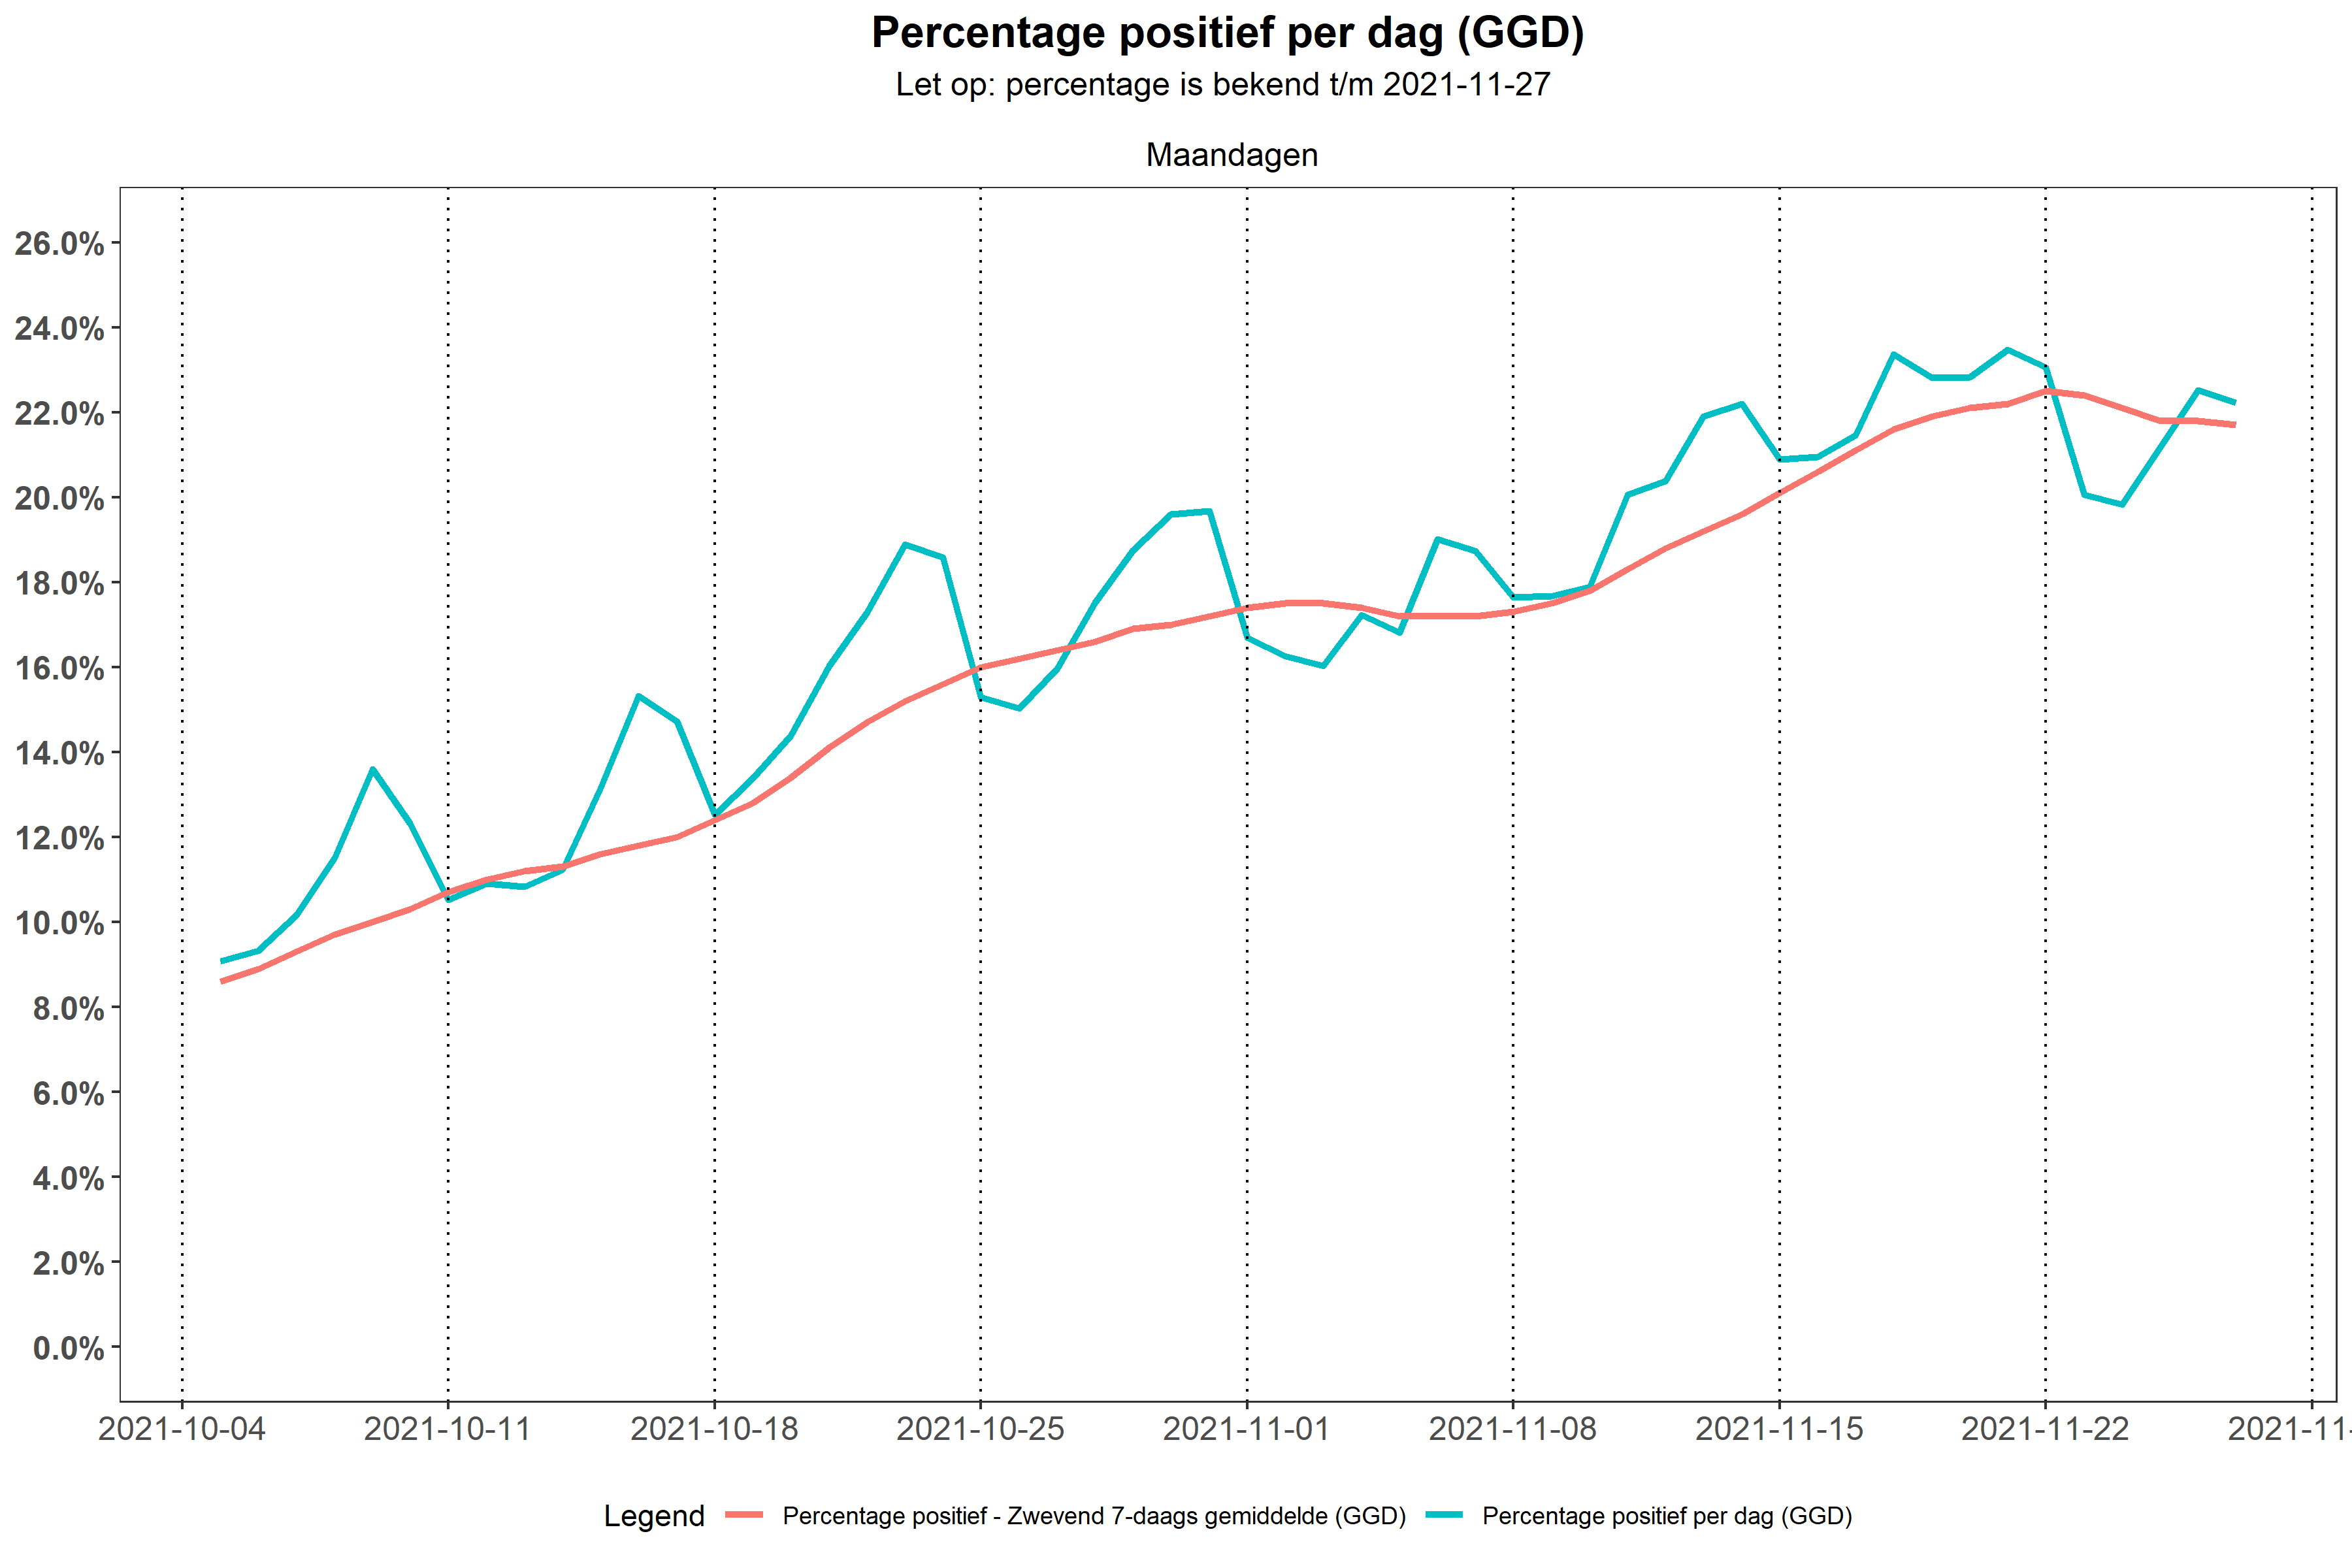 Percentage positief per dag (GGD)
Let op: percentage is bekend t/m 2021-11-27
Maandagen
26.0%
24.0%
22.0%
20.0%
18.0%
16.0%
14.0%
12.0%
10.0%
8.0%
6.0%
4.0%
2.0%
0.0%
2021-10-04 2021-10-11 2021-10-18 2021-10-25 2021-11-01 2021-11-08 2021-11-15 2021-11-22 2021-11-
Legend Percentage positief - Zwevend 7-daags gemiddelde (GGD) Percentage positief per dag (GGD)